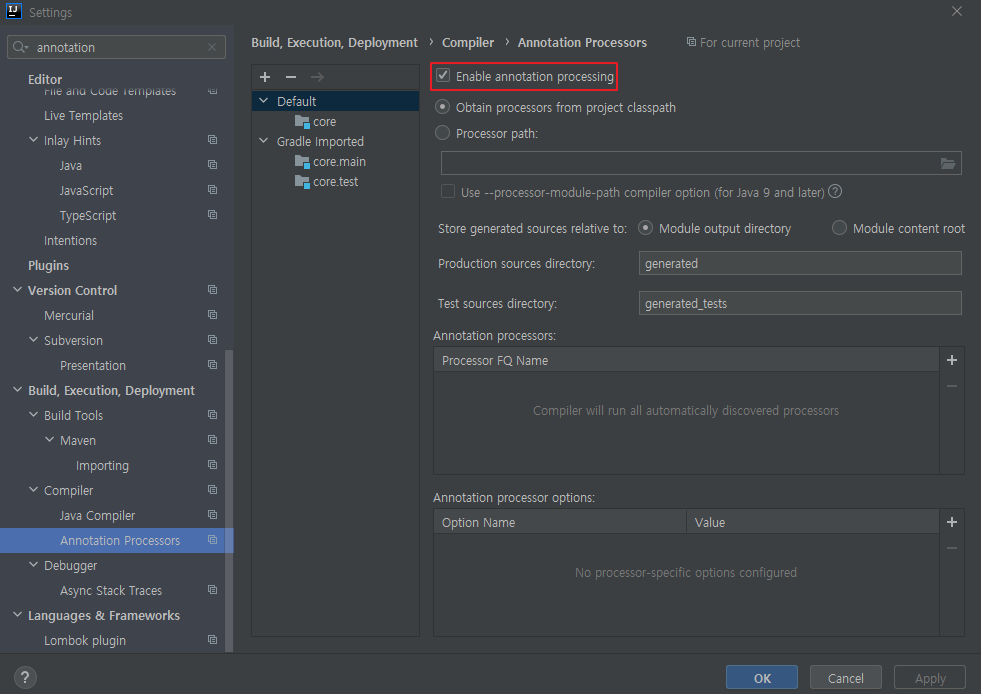 Settings
annotation
Editor
File and Code Templates
Live Templates
Inlay Hints
Java
JavaScript
TypeScript
Intentions
Plugins
Version Control
Mercurial
Subversion
Presentation
Build, Execution, Deployment
Build Tools
Maven
Importing
Compiler
Java Compiler
Annotation Processors
Debugger
Async Stack Traces
Languages & Frameworks
Lombok plugin
Build, Execution, Deployment › Compiler › Annotation Processors For current project
Default
core
Gradle Imported
core.main
core.test
Enable annotation processing
Obtain processors from project classpath
Processor path:
Use --processor-module-path compiler option (for Java 9 and later) ?
Store generated sources relative to: Module output directory Module content root
Production sources directory: generated
Test sources directory: generated_tests
Annotation processors:
Processor FQ Name
Compiler will run all automatically discovered processors
Annotation processor options:
Option Name Value
No processor-specific options configured
? OK Cancel Apply